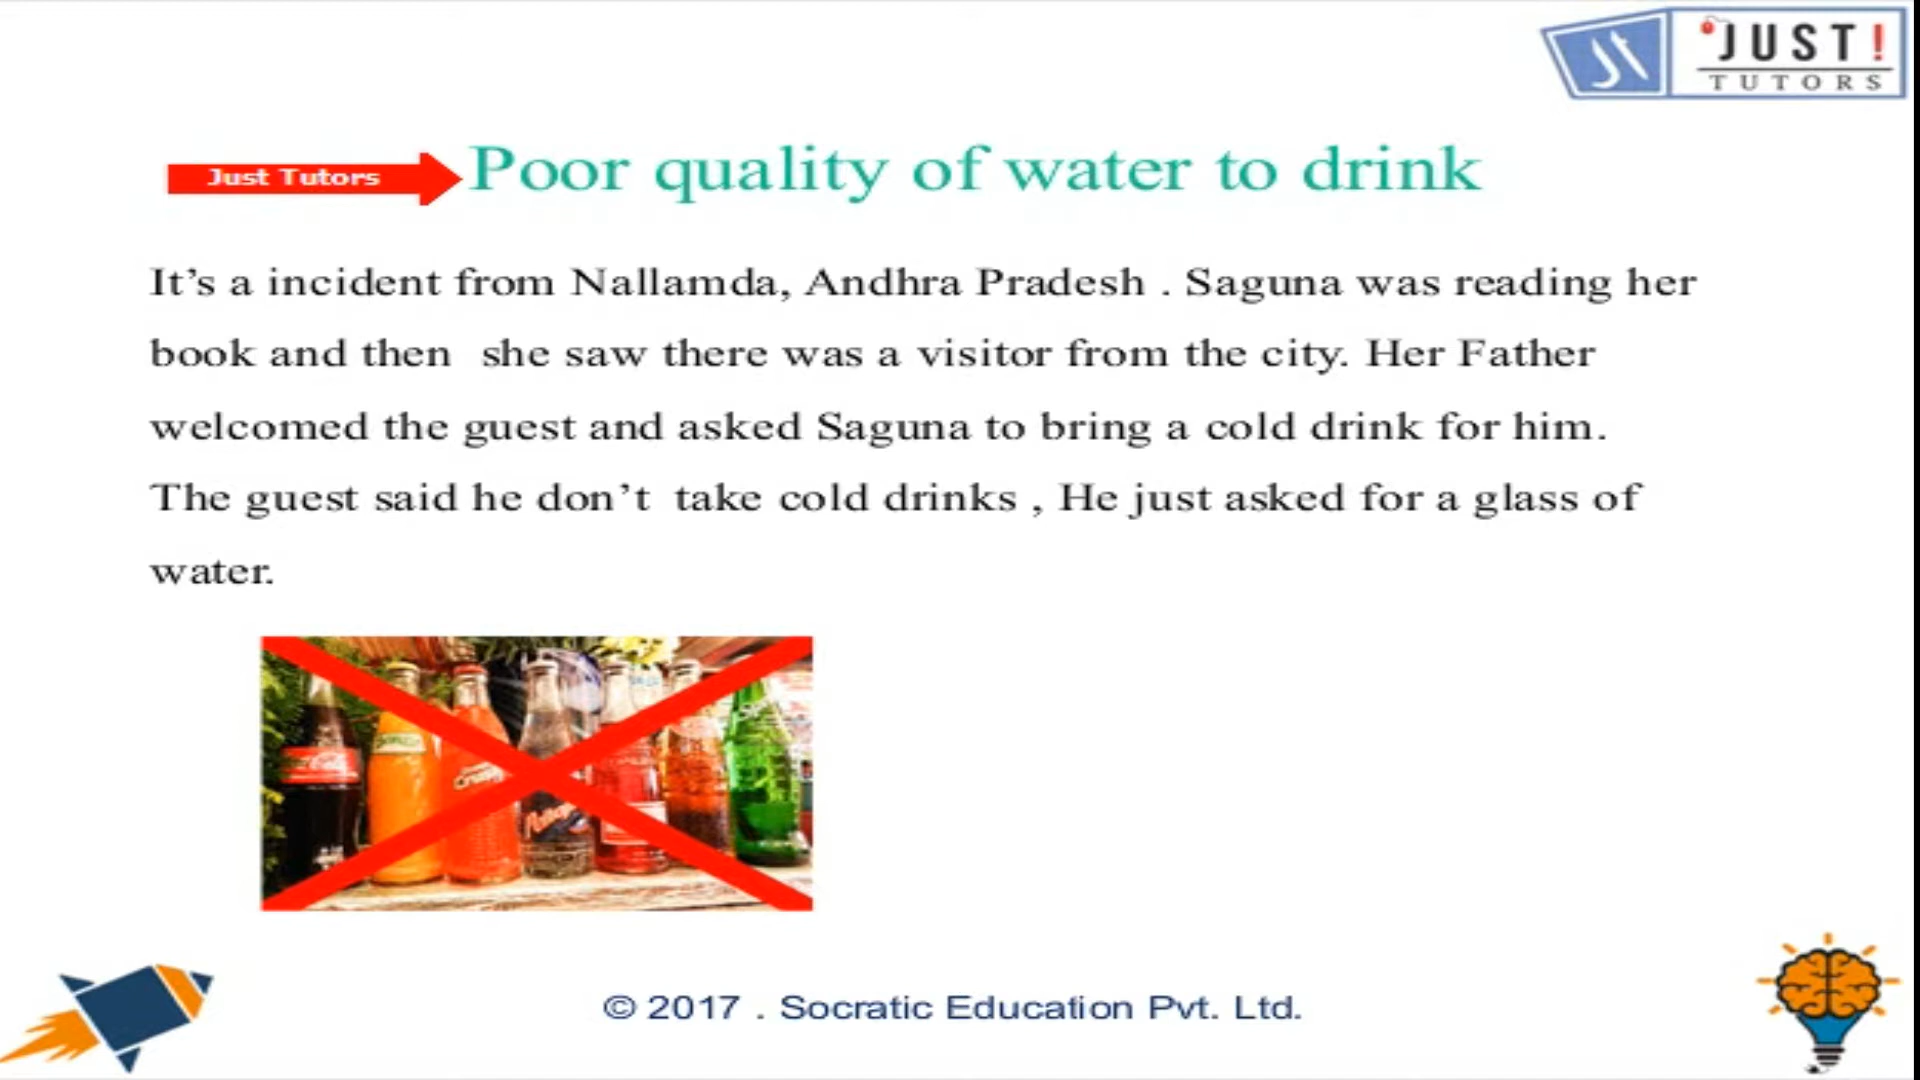 Jt
JUST!
TUTORS
Just Tutors
Poor quality of water to drink
It’s a incident from Nallamda, Andhra Pradesh . Saguna was reading her
book and then she saw there was a visitor from the city. Her Father
welcomed the guest and asked Saguna to bring a cold drink for him.
The guest said he don’t take cold drinks , He just asked for a glass of
water.
Crush
© 2017 . Socratic Education Pvt. Ltd.